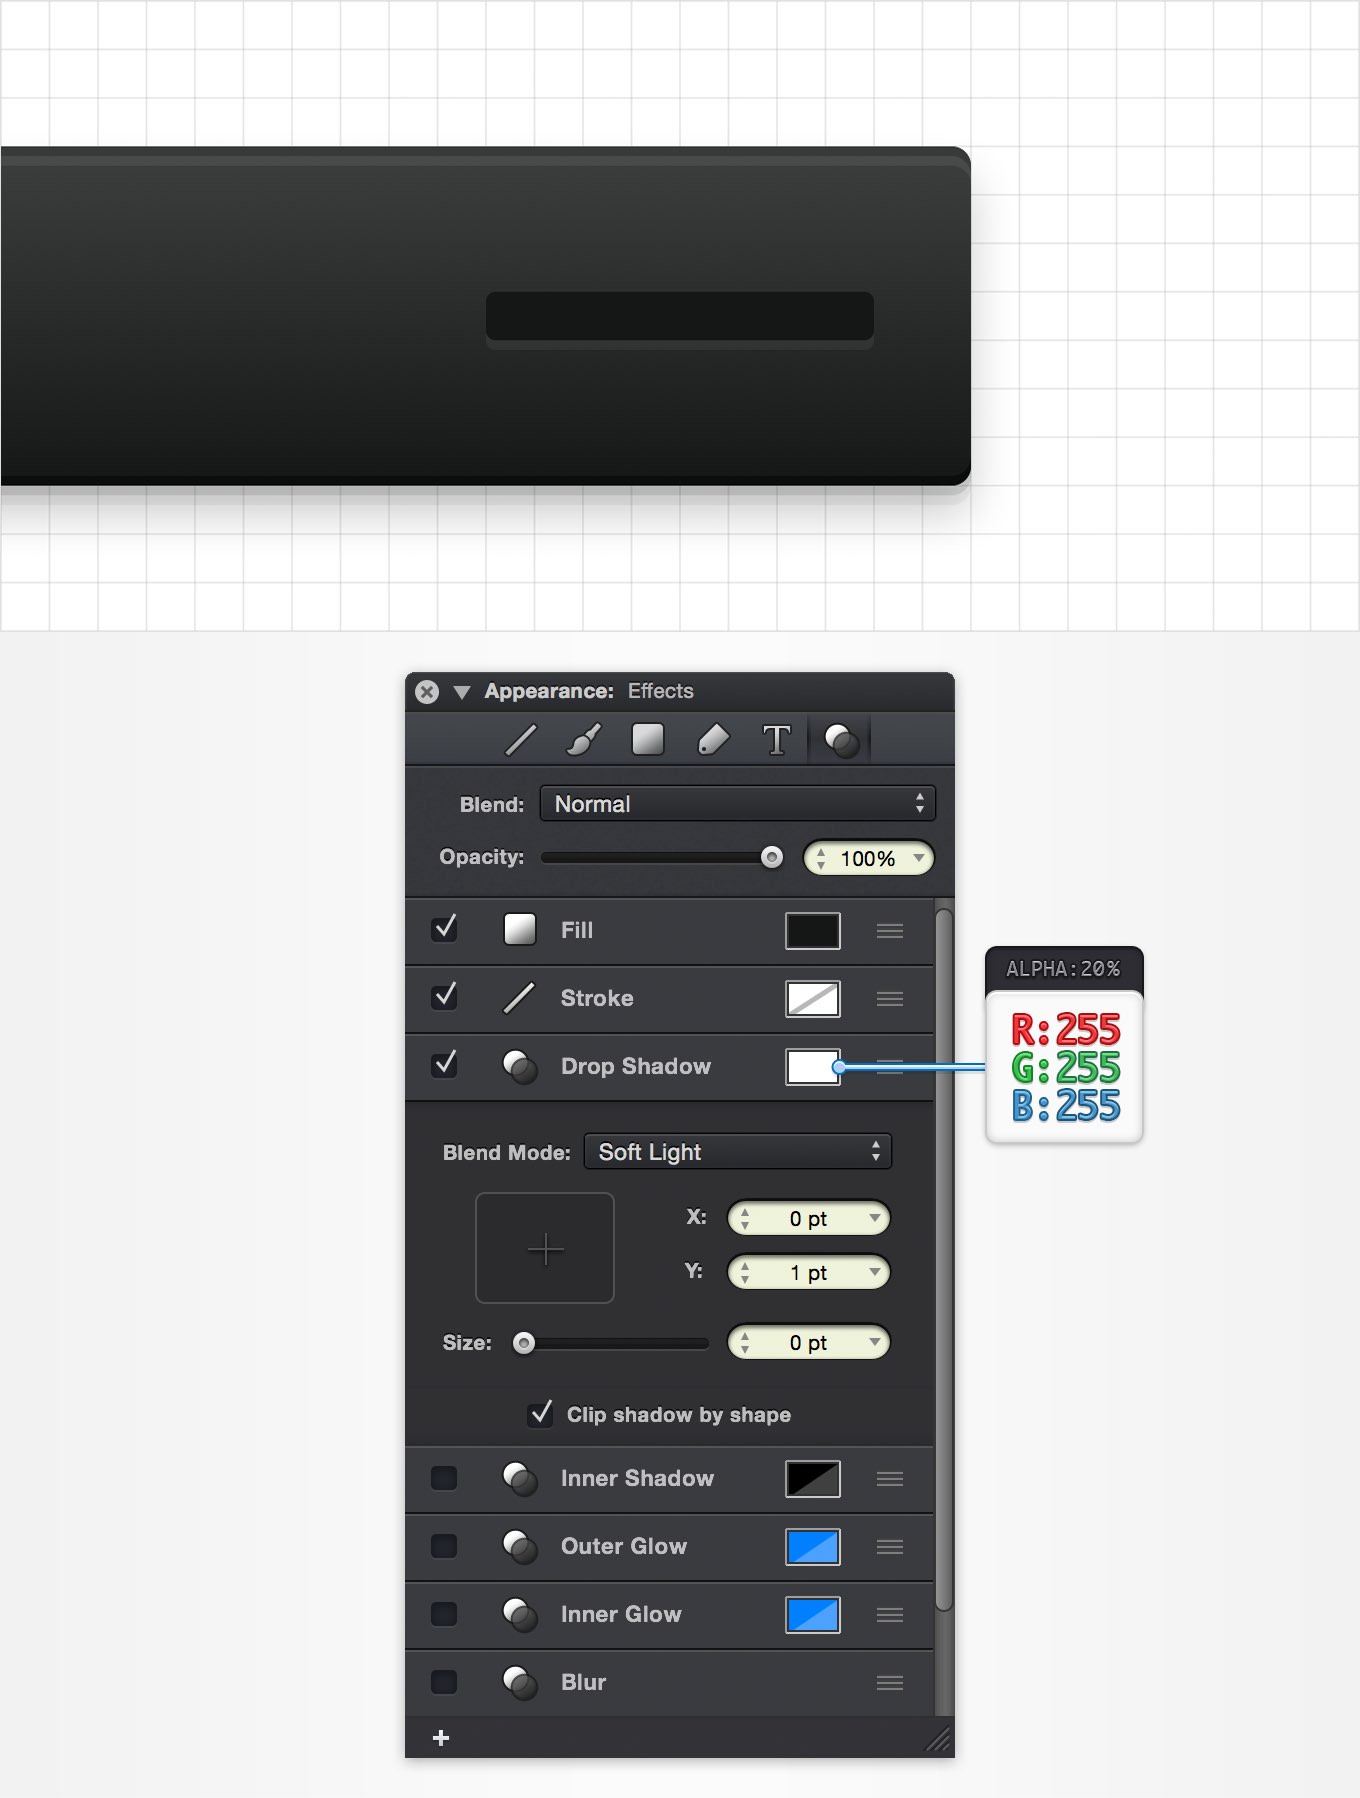 Appearance: Effects
T
Blend: Normal
Opacity: 100%
Fill
Stroke
Drop Shadow
ALPHA:20%
R:255
G:255
B:255
Blend Mode: Soft Light
X: 0 pt
Y: 1 pt
Size: 0 pt
Clip shadow by shape
Inner Shadow
Outer Glow
Inner Glow
Blur